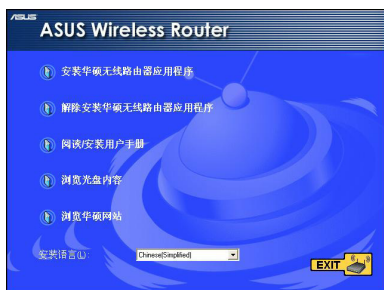 ASUS
ASUS Wireless Router
安装华硕无线路由器应用程序
解除安装华硕无线路由器应用程序
阅读/安装用户手册
浏览光盘内容
浏览华硕网站
安装语言(L):
Chinese(Simplified)
EXIT